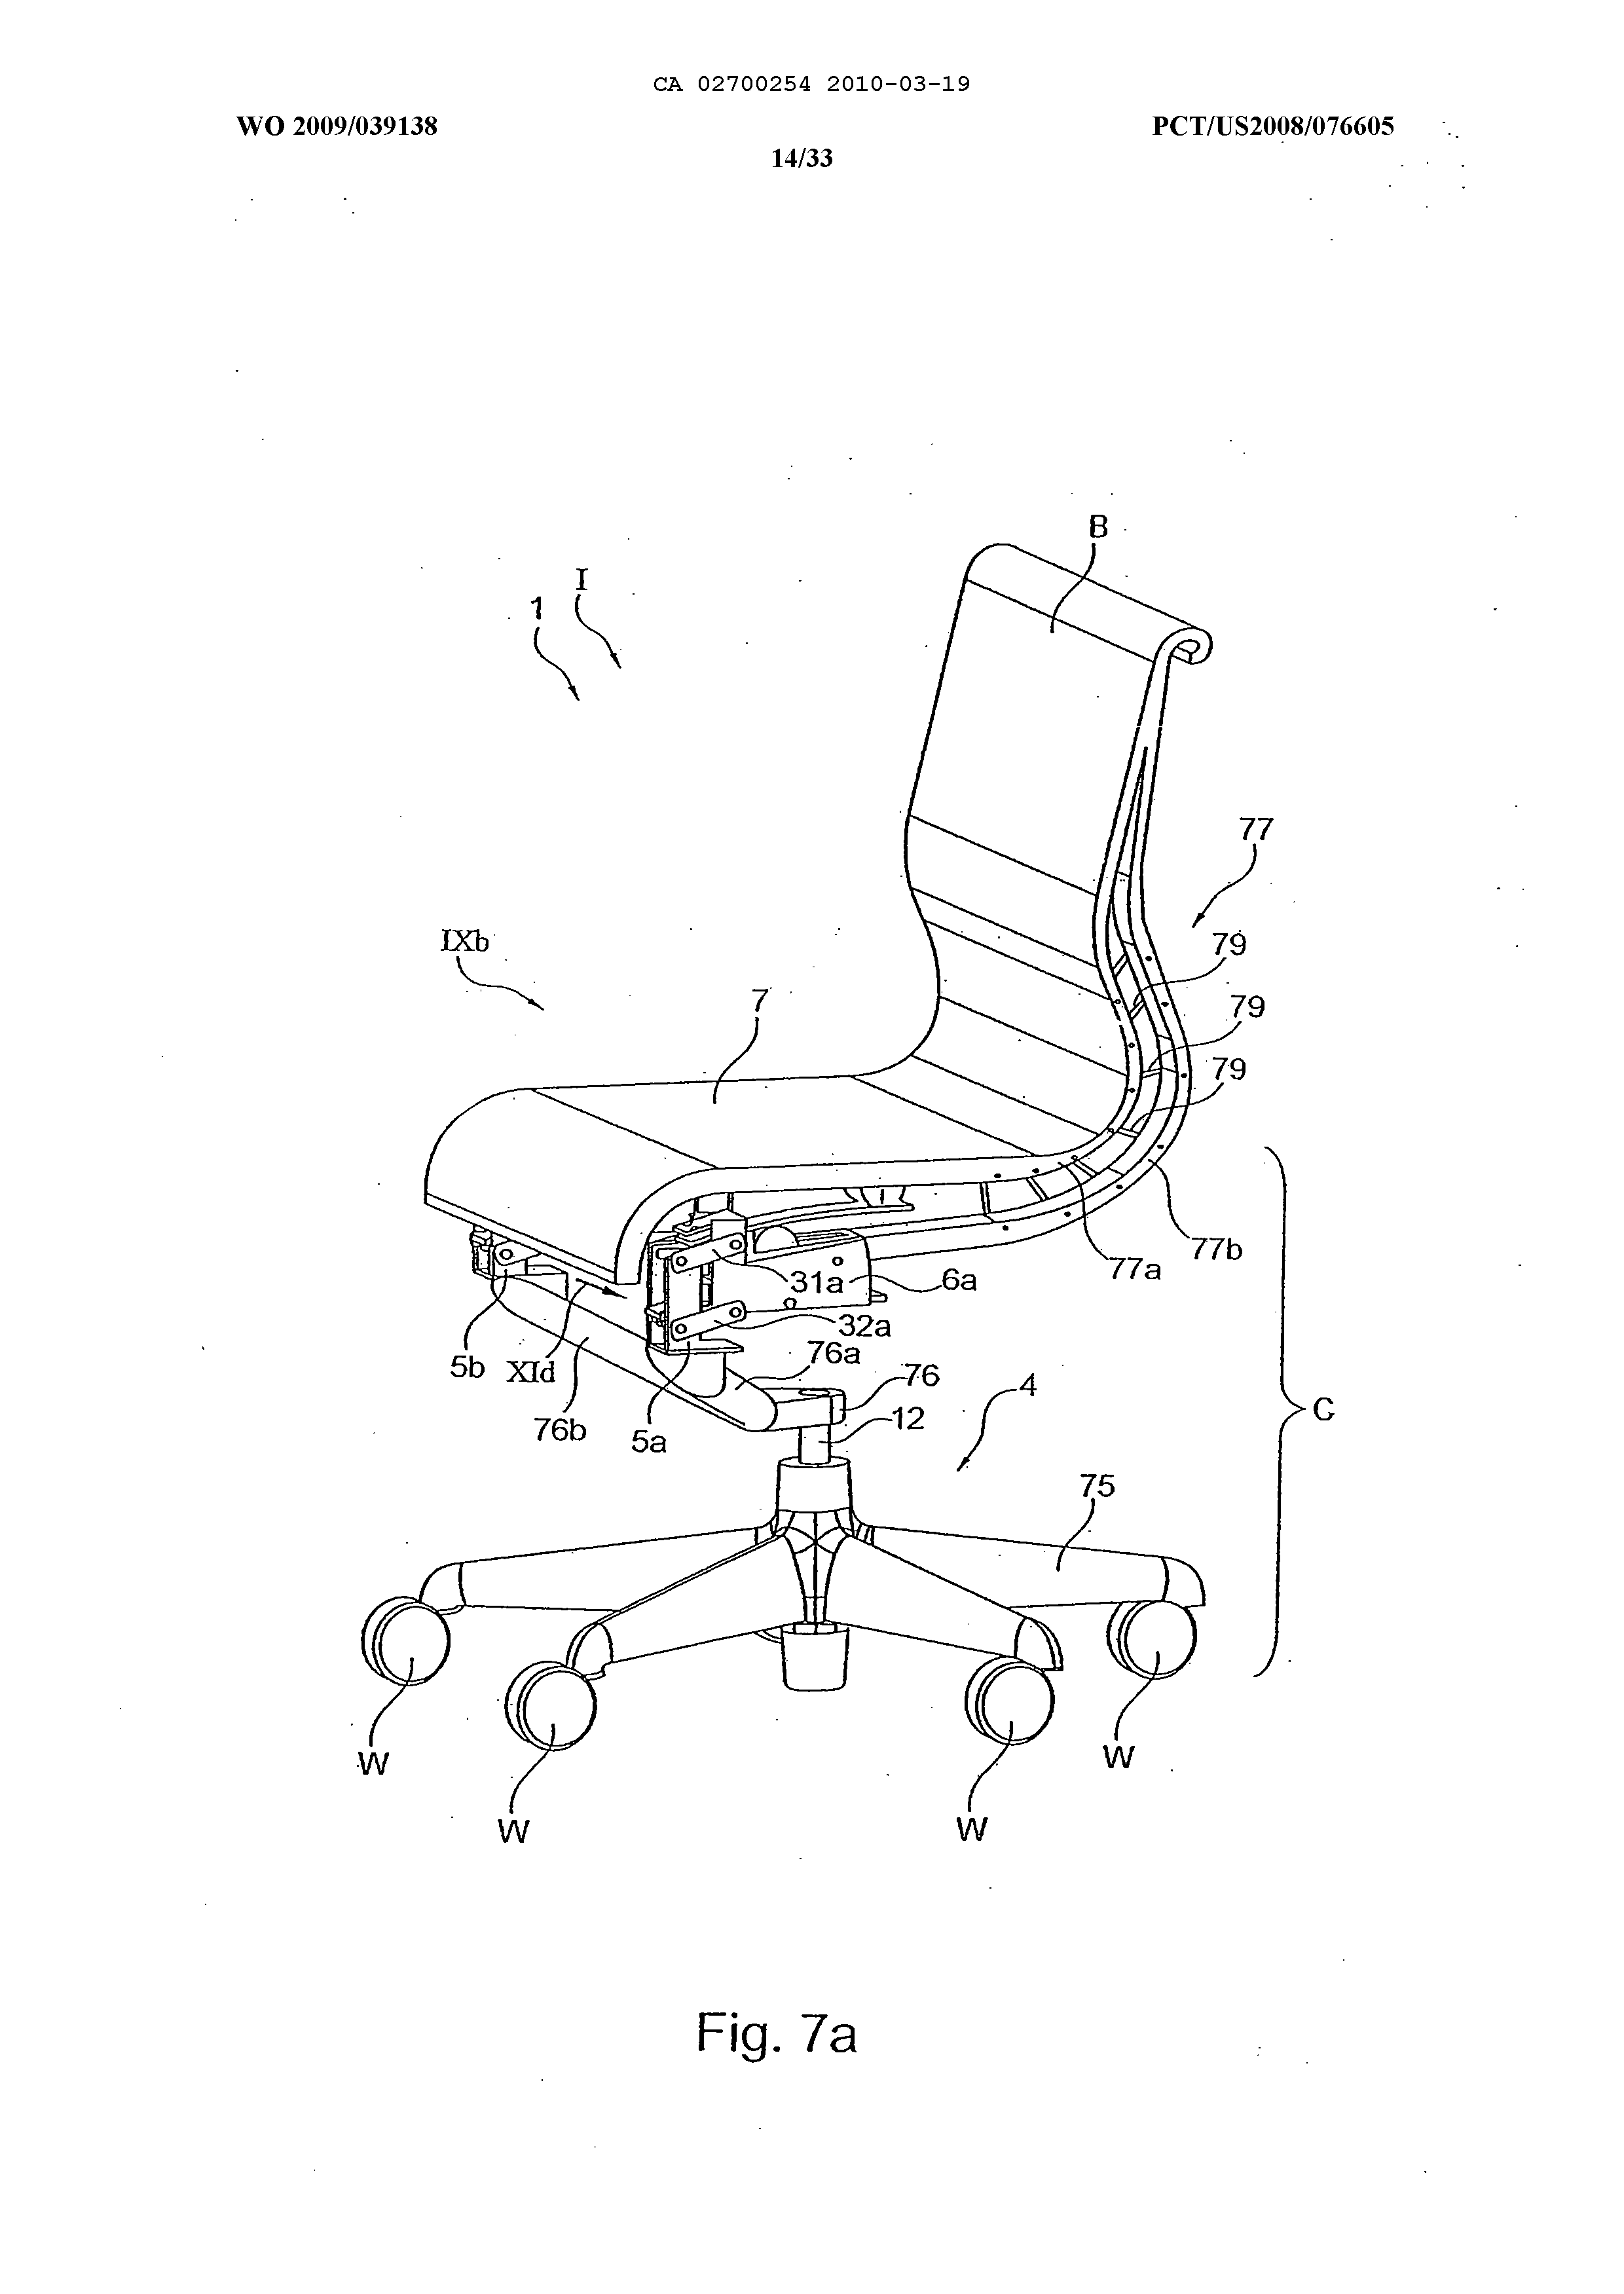 CA 02700254 2010-03-19
WO 2009/039138
PCT/US2008/076605
14/33
B
I
1
77
IXb
79
7
79
79
77b
77a
31a
6a
32a
5b
XId
76a
76
4
C
76b
5a
12
75
W
W
W
W
Fig. 7a